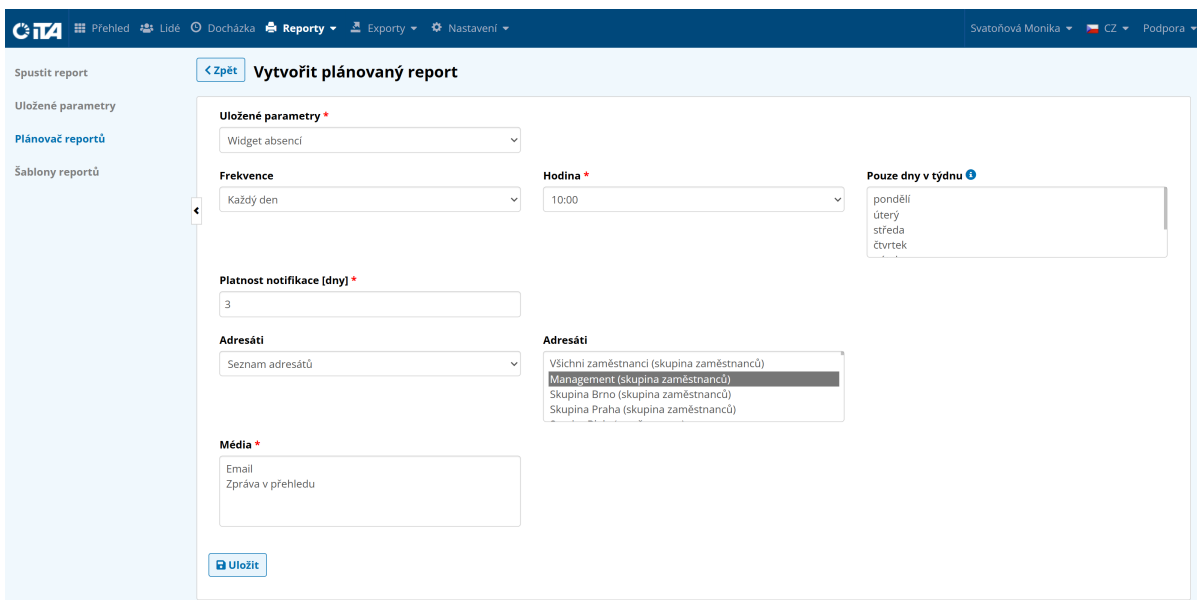 ITA Přehled Lidé Docházka Reporty Exporty Nastavení Svatoňová Monika CZ Podpora
Spustit report
Uložené parametry
Plánovač reportů
Šablony reportů
Zpět Vytvořit plánovaný report
Uložené parametry *
Widget absencí
Frekvence Hodina * Pouze dny v týdnu
Každý den 10:00
pondělí
úterý
středa
čtvrtek
Platnost notifikace [dny] *
3
Adresáti Adresáti
Seznam adresátů
Všichni zaměstnanci (skupina zaměstnanců)
Management (skupina zaměstnanců)
Skupina Brno (skupina zaměstnanců)
Skupina Praha (skupina zaměstnanců)
Média *
Email
Zpráva v přehledu
Uložit